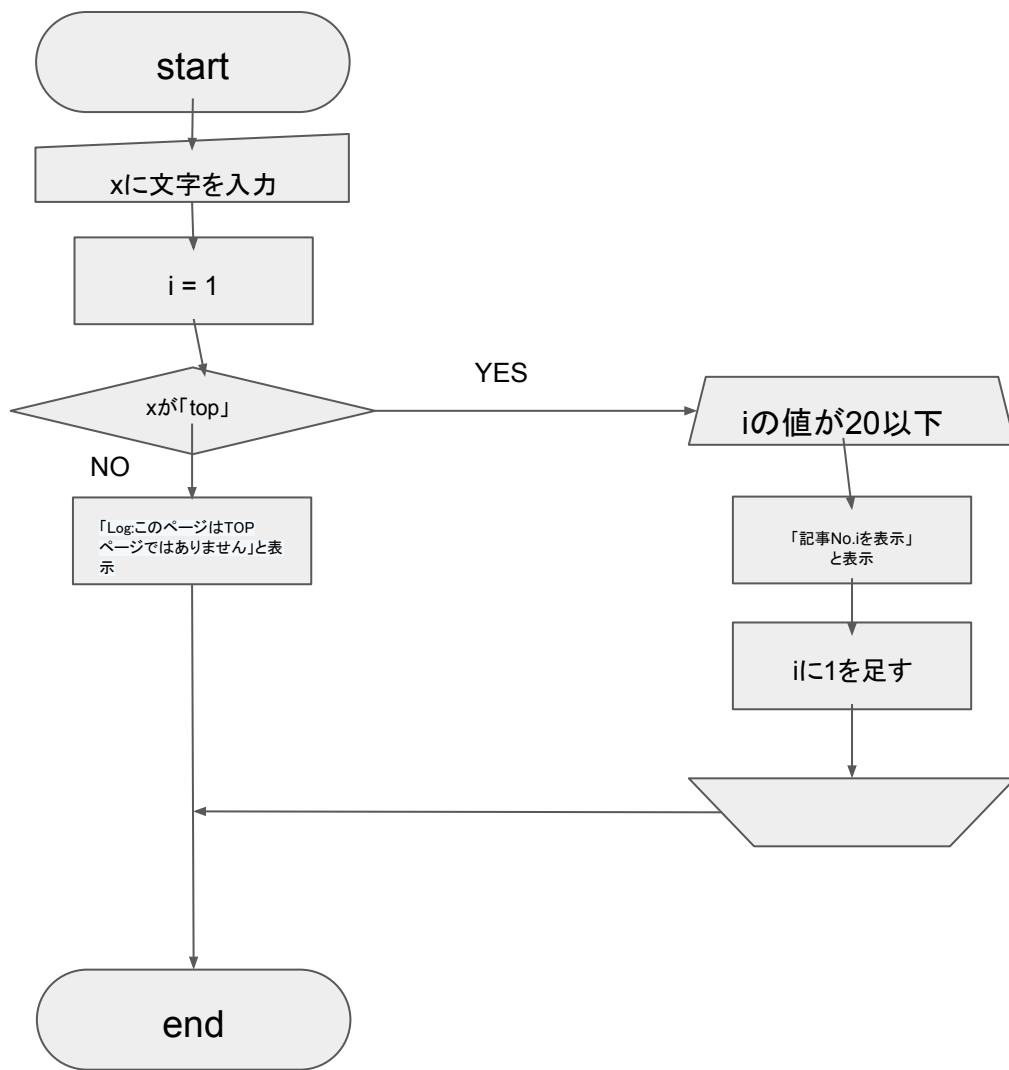 start
xに文字を入力
i = 1
xが「top」
YES
iの値が20以下
NO
「Log:このページはTOP
ページではありません」と表
示
「記事No.iを表示」
と表示
iに1を足す
end